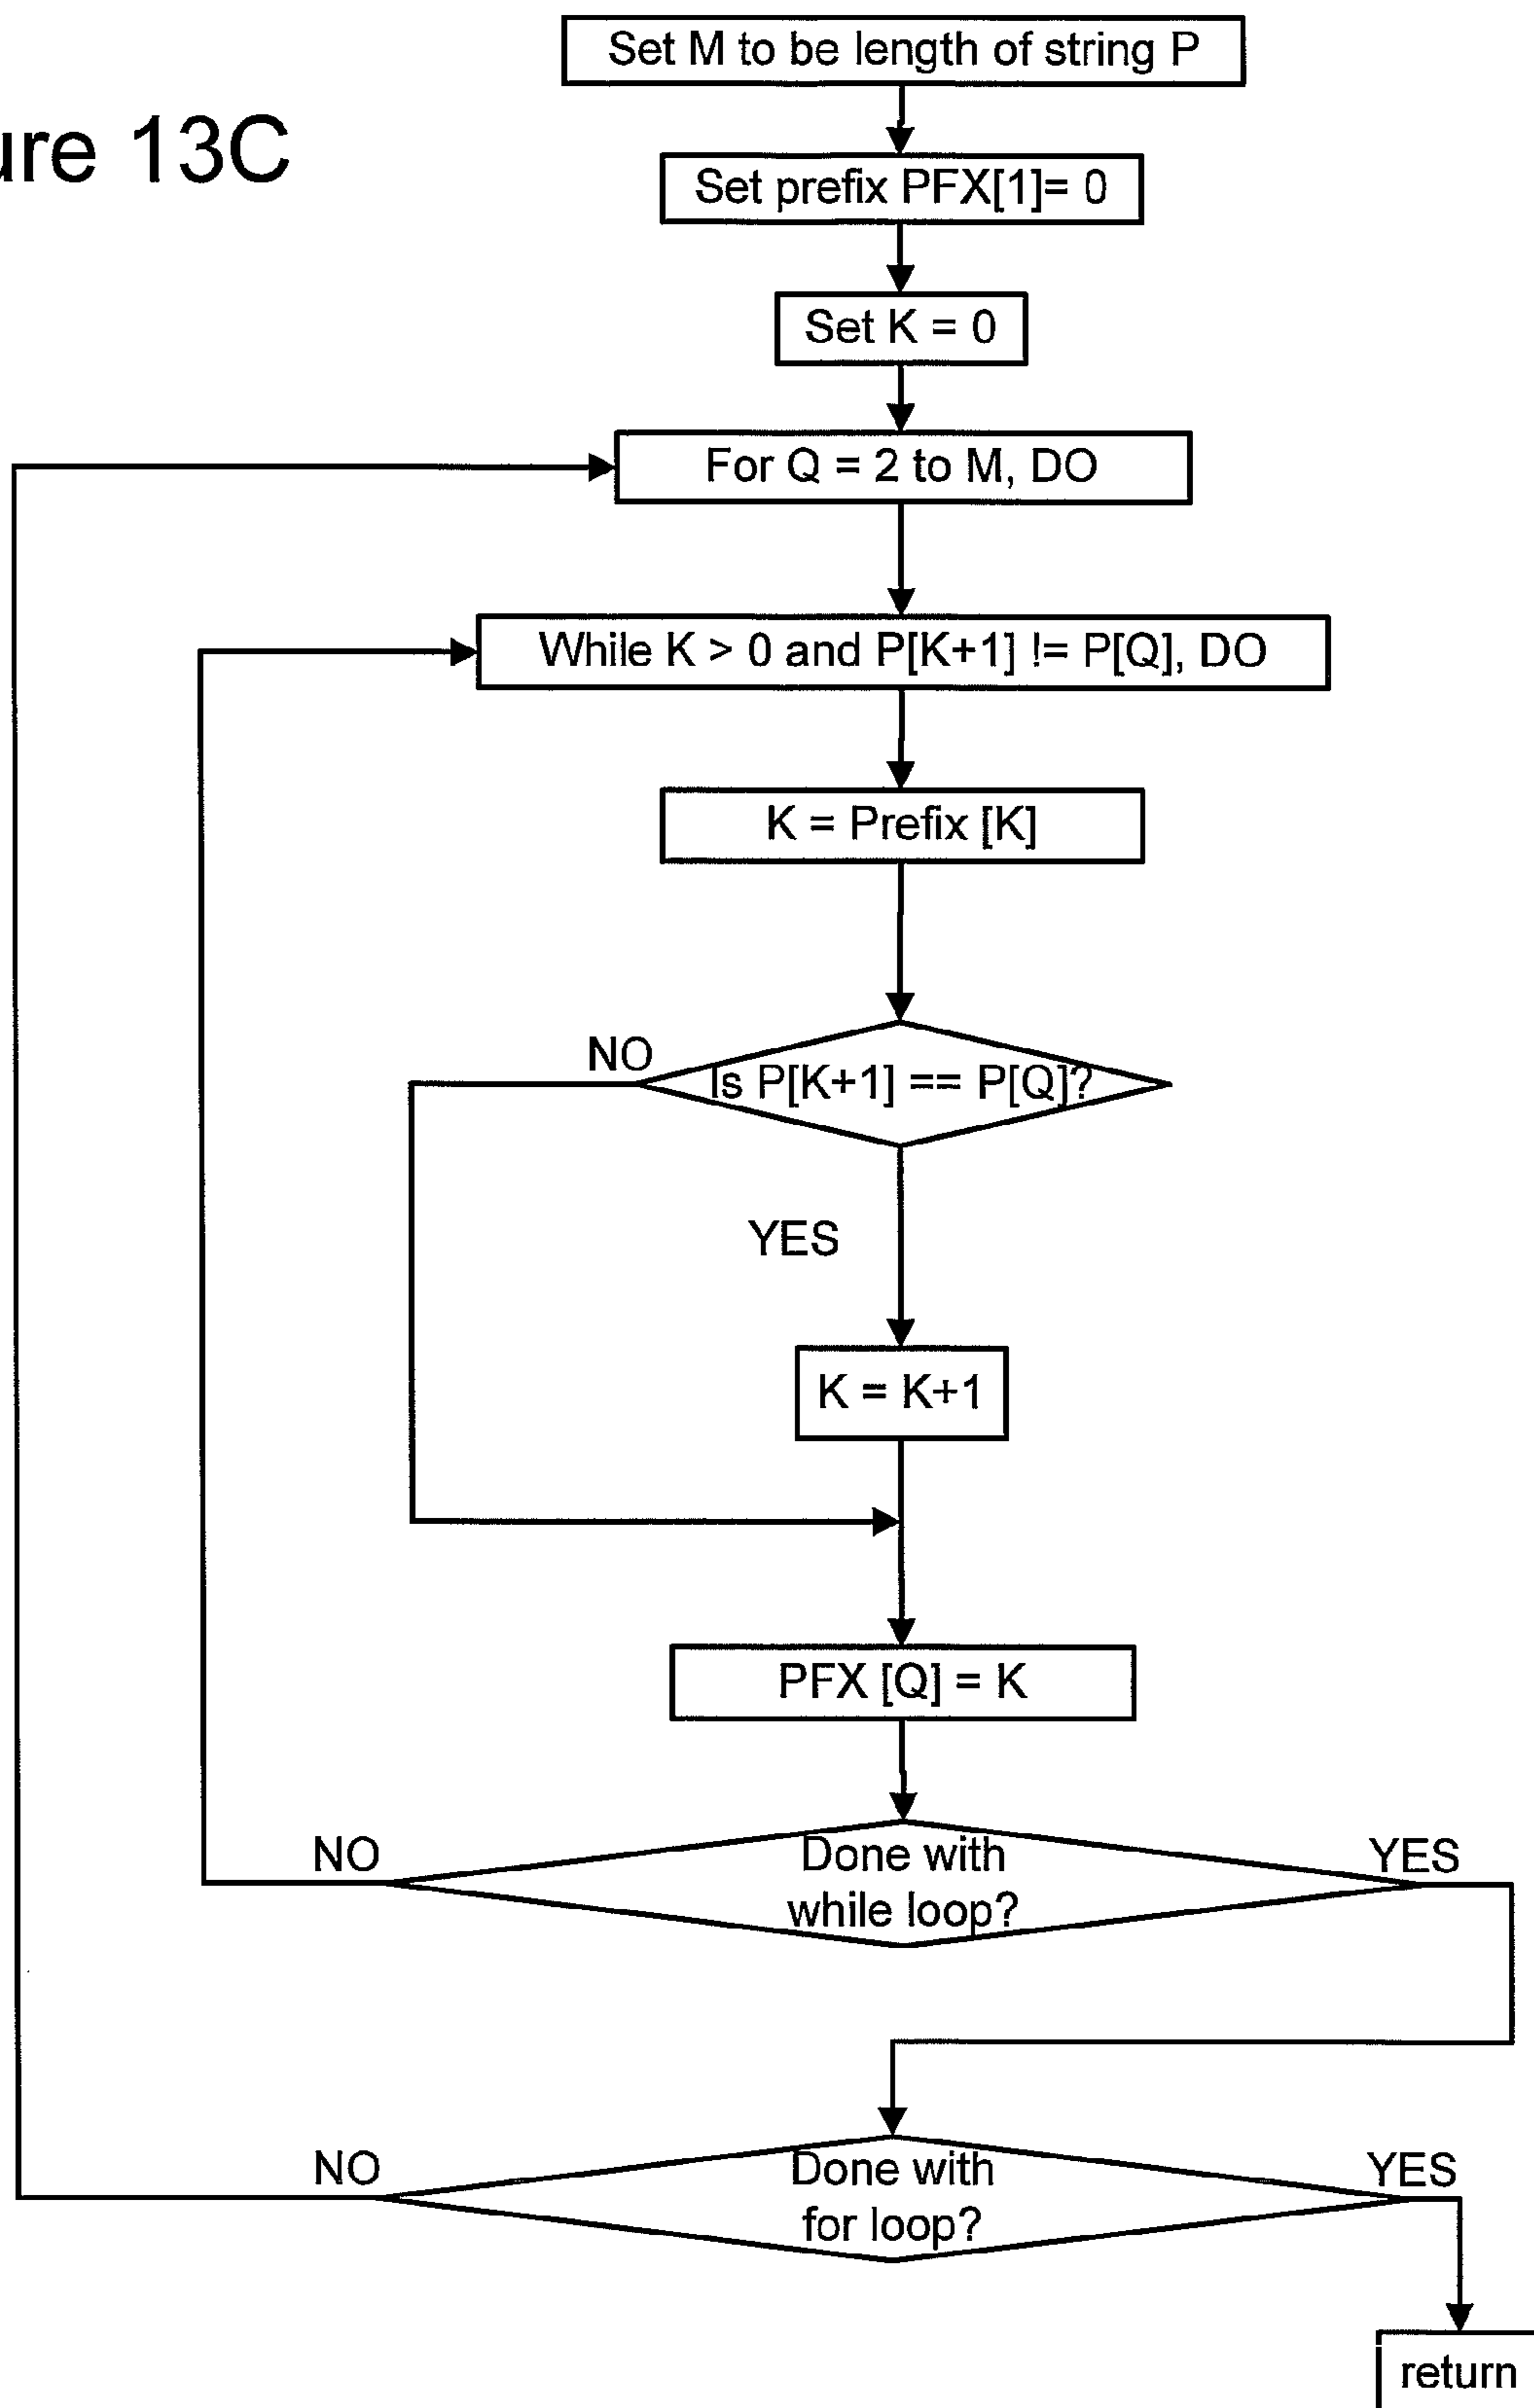 Set M to be length of string P
ure 13C
Set prefix PFX[1]= 0
Set K = 0
For Q = 2 to M, DO
While K > 0 and P[K+1] != P[Q], DO
K = Prefix [K]
NO
Is P[K+1] == P[Q]?
YES
K = K+1
PFX [Q] = K
NO
Done with
while loop?
YES
NO
Done with
for loop?
YES
return